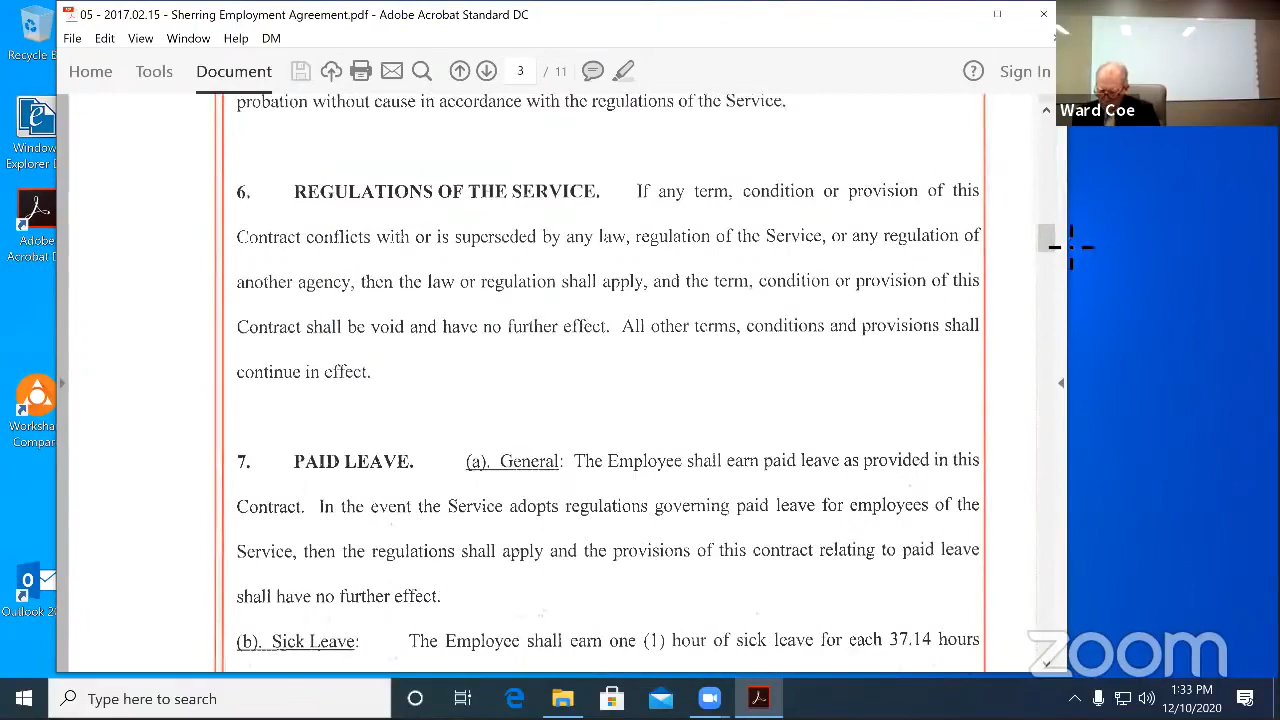 05 - 2017.02.15 - Sherring Employment Agreement.pdf - Adobe Acrobat Standard DC
File Edit View Window Help DM
Home Tools Document 3 / 11 Sign In
Recycle B
Window
Explorer D
Ado
Acrobat D
Worksha
Compar
Outlook 20
Ward Coe
probation without cause in accordance with the regulations of the Service.
6. REGULATIONS OF THE SERVICE. If any term, condition or provision of this
Contract conflicts with or is superseded by any law, regulation of the Service, or any regulation of
another agency, then the law or regulation shall apply, and the term, condition or provision of this
Contract shall be void and have no further effect. All other terms, conditions and provisions shall
continue in effect.
7. PAID LEAVE. (a). General: The Employee shall earn paid leave as provided in this
Contract. In the event the Service adopts regulations governing paid leave for employees of the
Service, then the regulations shall apply and the provisions of this contract relating to paid leave
shall have no further effect.
(b). Sick Leave: The Employee shall earn one (1) hour of sick leave for each 37.14 hours
zoom
Type here to search
1:33 PM
12/10/2020